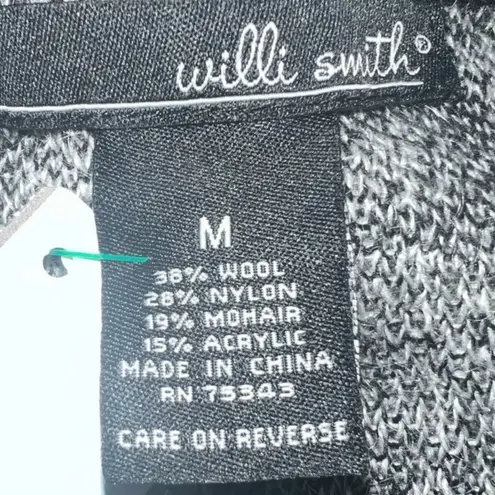 willi smith®
M
38% WOOL
28% NYLON
19% MOHAIR
15% ACRYLIC
MADE IN CHINA
RN 75343
CARE ON REVERSE